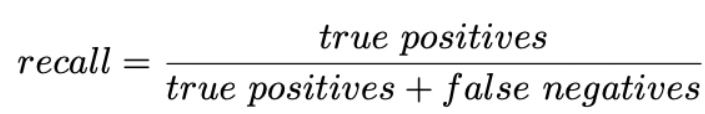 recall = true positives
true positives + false negatives